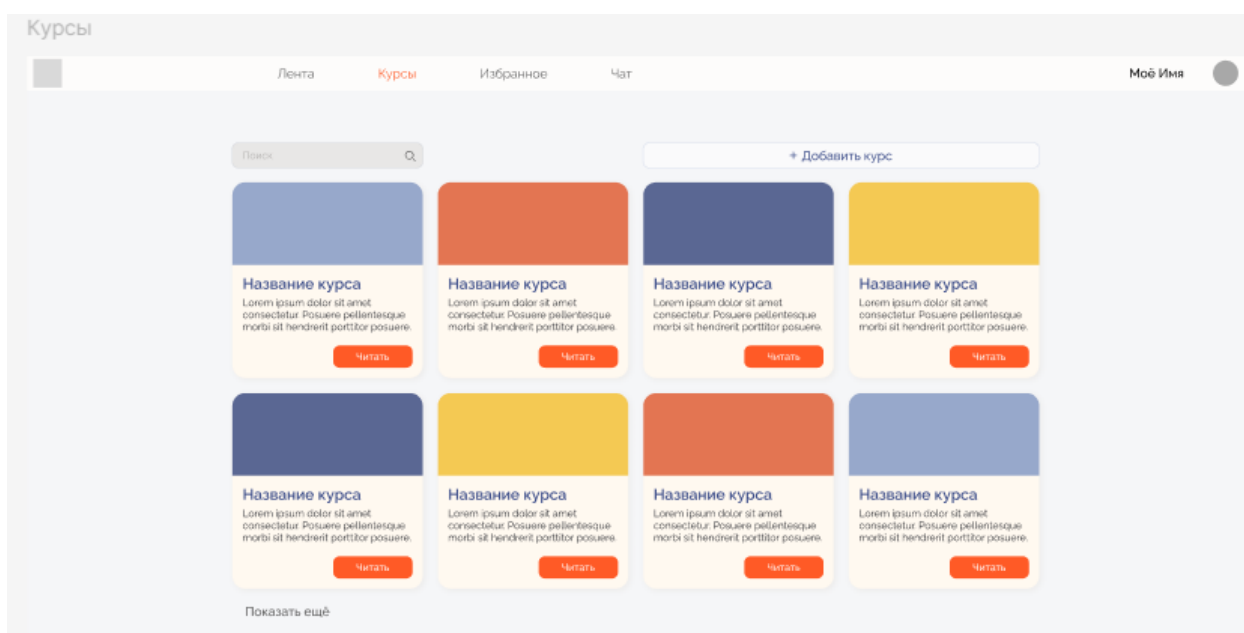 Курсы
Лента Курсы Избранное Чат Моё Имя
Поиск + Добавить курс
Название курса Название курса Название курса Название курса
Lorem ipsum dolor sit amet Lorem ipsum dolor sit amet Lorem ipsum dolor sit amet Lorem ipsum dolor sit amet
consectetur. Posuere pellentesque consectetur. Posuere pellentesque consectetur. Posuere pellentesque consectetur. Posuere pellentesque
morbi sit hendrerit porttitor posuere. morbi sit hendrerit porttitor posuere. morbi sit hendrerit porttitor posuere. morbi sit hendrerit porttitor posuere.
Читать Читать Читать Читать
Название курса Название курса Название курса Название курса
Lorem ipsum dolor sit amet Lorem ipsum dolor sit amet Lorem ipsum dolor sit amet Lorem ipsum dolor sit amet
consectetur. Posuere pellentesque consectetur. Posuere pellentesque consectetur. Posuere pellentesque consectetur. Posuere pellentesque
morbi sit hendrerit porttitor posuere. morbi sit hendrerit porttitor posuere. morbi sit hendrerit porttitor posuere. morbi sit hendrerit porttitor posuere.
Читать Читать Читать Читать
Показать ещё